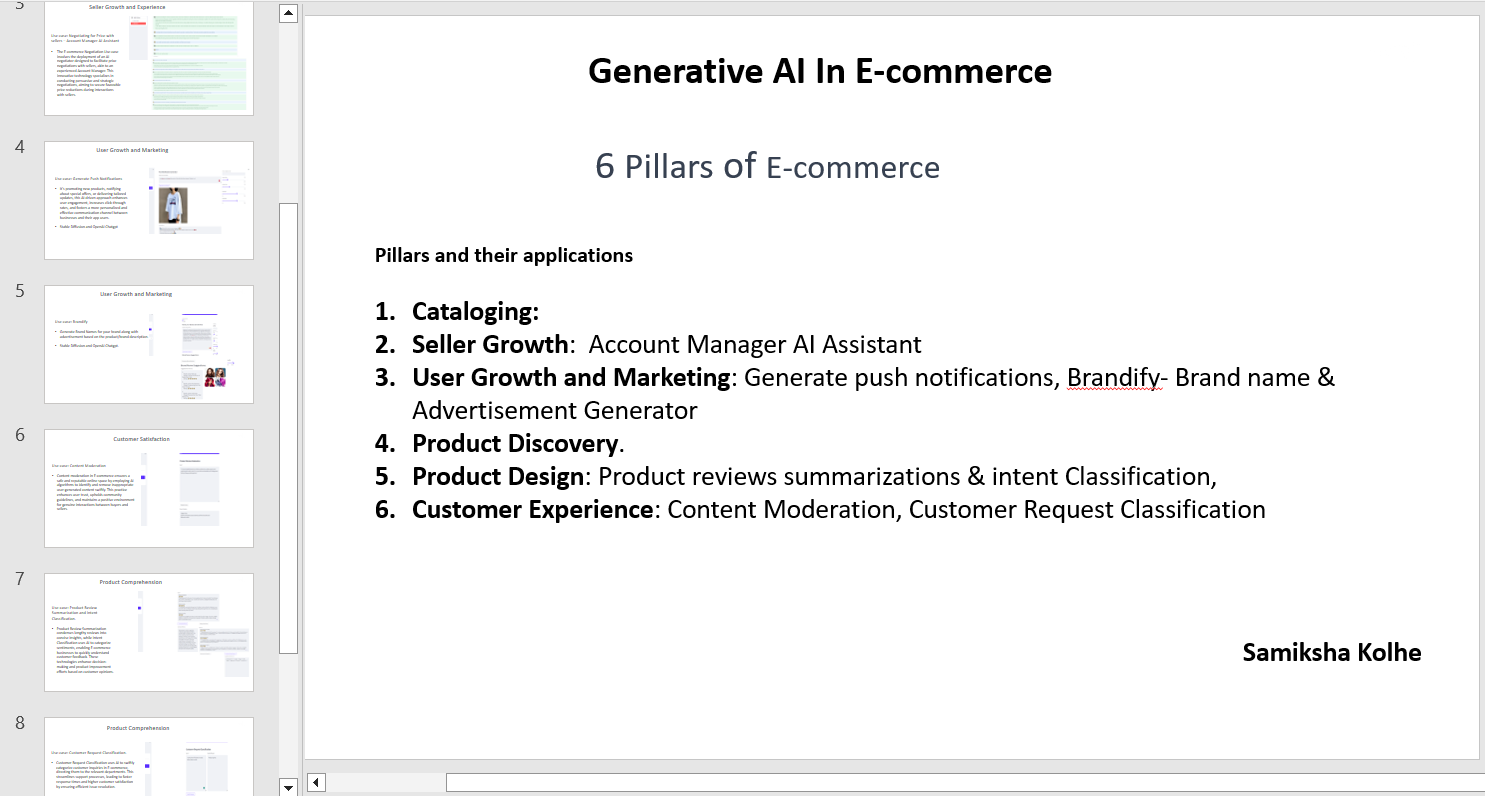 3
Seller Growth and Experience
Use case: Negotiating for Price with
sellers - Account Manager AI Assistant
• The E-commerce Negotiation Use case
involves the deployment of an AI
negotiator designed to facilitate price
negotiations with sellers, akin to an
experienced Account Manager. This
innovative technology specializes in
conducting persuasive and strategic
negotiations, aiming to secure favorable
price reductions during interactions
with sellers.
4
User Growth and Marketing
Use case: Generate Push Notifications
• It's promoting new products, notifying
about special offers, or delivering tailored
updates, this AI-driven approach enhances
user engagement, increases click-through
rates, and fosters a more personalized and
effective communication channel between
businesses and their app users.
• Stable Diffusion and OpenAI Chatgpt
5
User Growth and Marketing
Use case: Brandify
• Generate Brand Names for your brand along with
advertisement based on the product/brand description
• Stable Diffusion and OpenAI Chatgpt
6
Customer Satisfaction
Use case: Content Moderation
• Content moderation in E-commerce ensures a
safe and reputable online space by employing AI
algorithms to identify and remove inappropriate
user-generated content swiftly. This practice
enhances user trust, upholds community
guidelines, and maintains a positive environment
for genuine interactions between buyers and
sellers.
7
Product Comprehension
Use case: Product Review
Summarization and Intent
Classification
• Product Review Summarization
condenses lengthy reviews into
concise insights, while Intent
Classification uses AI to categorize
sentiments, enabling E-commerce
businesses to quickly understand
customer feedback. These
technologies enhance decision-
making and product improvement
efforts based on customer opinions.
8
Product Comprehension
Use case: Customer Request Classification
• Customer Request Classification uses AI to swiftly
categorize customer inquiries in E-commerce,
directing them to the relevant departments. This
streamlines support processes, leading to faster
response times and higher customer satisfaction
by ensuring efficient issue resolution
Generative AI In E-commerce
6 Pillars of E-commerce
Pillars and their applications
1. Cataloging:
2. Seller Growth: Account Manager AI Assistant
3. User Growth and Marketing: Generate push notifications, Brandify- Brand name &
Advertisement Generator
4. Product Discovery.
5. Product Design: Product reviews summarizations & intent Classification,
6. Customer Experience: Content Moderation, Customer Request Classification
Samiksha Kolhe